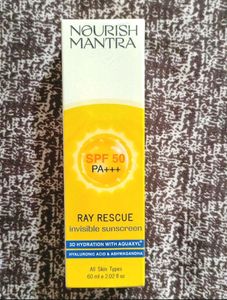 NOURISH
MANTRA
SPF 50
PA+++
RAY RESCUE
invisible sunscreen
3D HYDRATION WITH AQUAXYL®
HYALURONIC ACID & ASHWAGANDHA
All Skin Types
60 ml e 2.02 fl oz